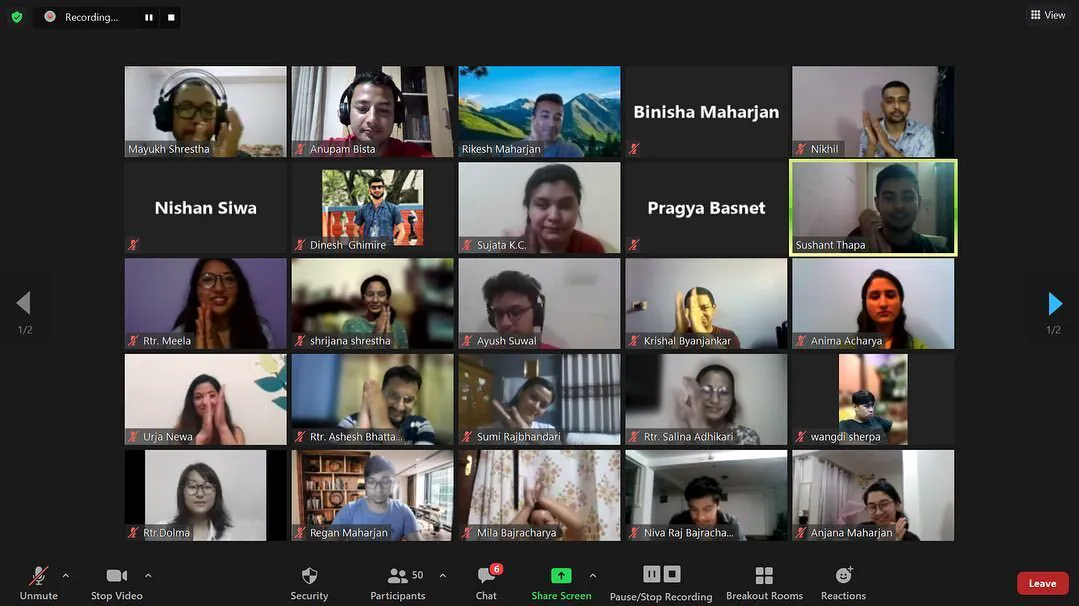 Recording...
View
Mayukh Shrestha
Anupam Bista
Rikesh Maharjan
Binisha Maharjan
Nikhil
Nishan Siwa
Dinesh Ghimire
Sujata K.C.
Pragya Basnet
Sushant Thapa
1/2
1/2
Rtr. Meela
shrijana shrestha
Ayush Suwal
Krishal Byanjankar
Anima Acharya
Urja Newa
Rtr. Ashesh Bhatta...
Sumi Rajbhandari
Rtr. Salina Adhikari
wangdi sherpa
Rtr.Dolma
Regan Maharjan
Mila Bajracharya
Niva Raj Bajracha...
Anjana Maharjan
50
6
Unmute
Stop Video
Security
Participants
Chat
Share Screen
Pause/Stop Recording
Breakout Rooms
Reactions
Leave